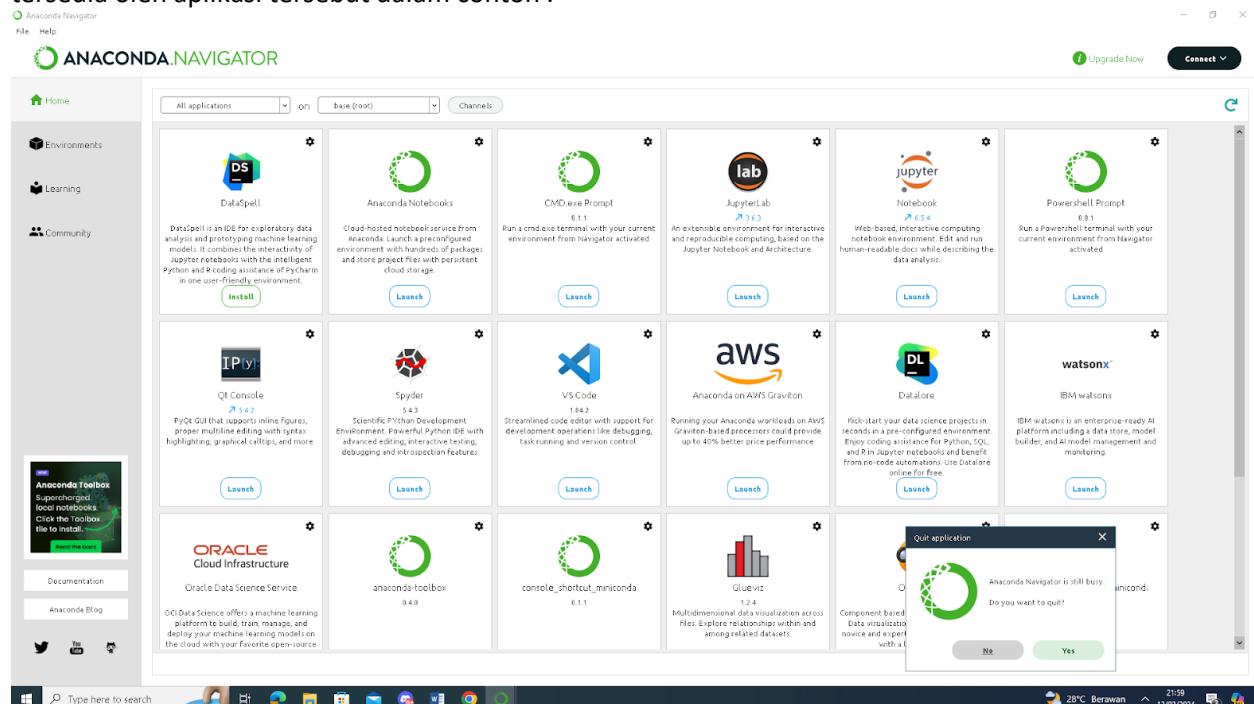 tersedia oleh aplikasi tersebut dalam contoh :
Anaconda Navigator
File Help
ANACONDA.NAVIGATOR
Upgrade Now
Connect
Home
Environments
Learning
Community
All applications
on
base (root)
Channels
DS
DataSpell
DataSpell is an IDE for exploratory data
analysis and prototyping machine learning
models. It combines the interactivity of
Jupyter notebooks with the intelligent
Python and R coding assistance of PyCharm
in one user-friendly environment.
Install
Anaconda Notebooks
Cloud-hosted notebook service from
Anaconda. Launch a preconfigured
environment with hundreds of packages
and store project files with persistent
cloud storage.
Launch
CMD.exe Prompt
0.1.1
Run a cmd.exe terminal with your current
environment from Navigator activated
Launch
lab
JupyterLab
3.6.3
An extensible environment for interactive
and reproducible computing, based on the
Jupyter Notebook and Architecture.
Launch
jupyter
Notebook
6.5.4
Web-based, interactive computing
notebook environment. Edit and run
human-readable docs while describing the
data analysis.
Launch
Powershell Prompt
0.0.1
Run a Powershell terminal with your
current environment from Navigator
activated
Launch
IP[y]:
Qt Console
5.4.2
PyQt GUI that supports inline figures,
proper multiline editing with syntax
highlighting, graphical calltips, and more.
Launch
Spyder
5.4.3
Scientific PYthon Development
EnviRonment. Powerful Python IDE with
advanced editing, interactive testing,
debugging and introspection features
Launch
VS Code
1.84.2
Streamlined code editor with support for
development operations like debugging,
task running and version control.
Launch
aws
Anaconda on AWS Graviton
Running your Anaconda workloads on AWS
Graviton-based processors could provide
up to 40% better price performance
Launch
DL
Datalore
Kick-start your data science projects in
seconds in a pre-configured environment.
Enjoy coding assistance for Python, SQL,
and R in Jupyter notebooks and benefit
from no-code automations. Use Datalore
online for free.
Launch
watsonx
IBM watsonx
IBM watsonx is an enterprise-ready AI
platform including a data store, model
builder, and AI model management and
monitoring.
Launch
ORACLE
Cloud Infrastructure
Oracle Data Science Service
OCI Data Science offers a machine learning
platform to build, train, manage, and
deploy your machine learning models on
the cloud with your favorite open-source
anaconda-toolbox
0.4.0
console_shortcut_miniconda
0.1.1
Glueviz
1.2.4
Multidimensional data visualization across
files. Explore relationships within and
among related datasets.
O
Component based
Data visualizatio
novice and expert
with a l
minicond:
Quit application
Anaconda Navigator is still busy.
Do you want to quit?
No
Yes
NEW
Anaconda Toolbox
Supercharged
local notebooks.
Click the Toolbox
tile to install.
Read the Docs
Documentation
Anaconda Blog
You
Tube
Type here to search
28°C Berawan
21:59